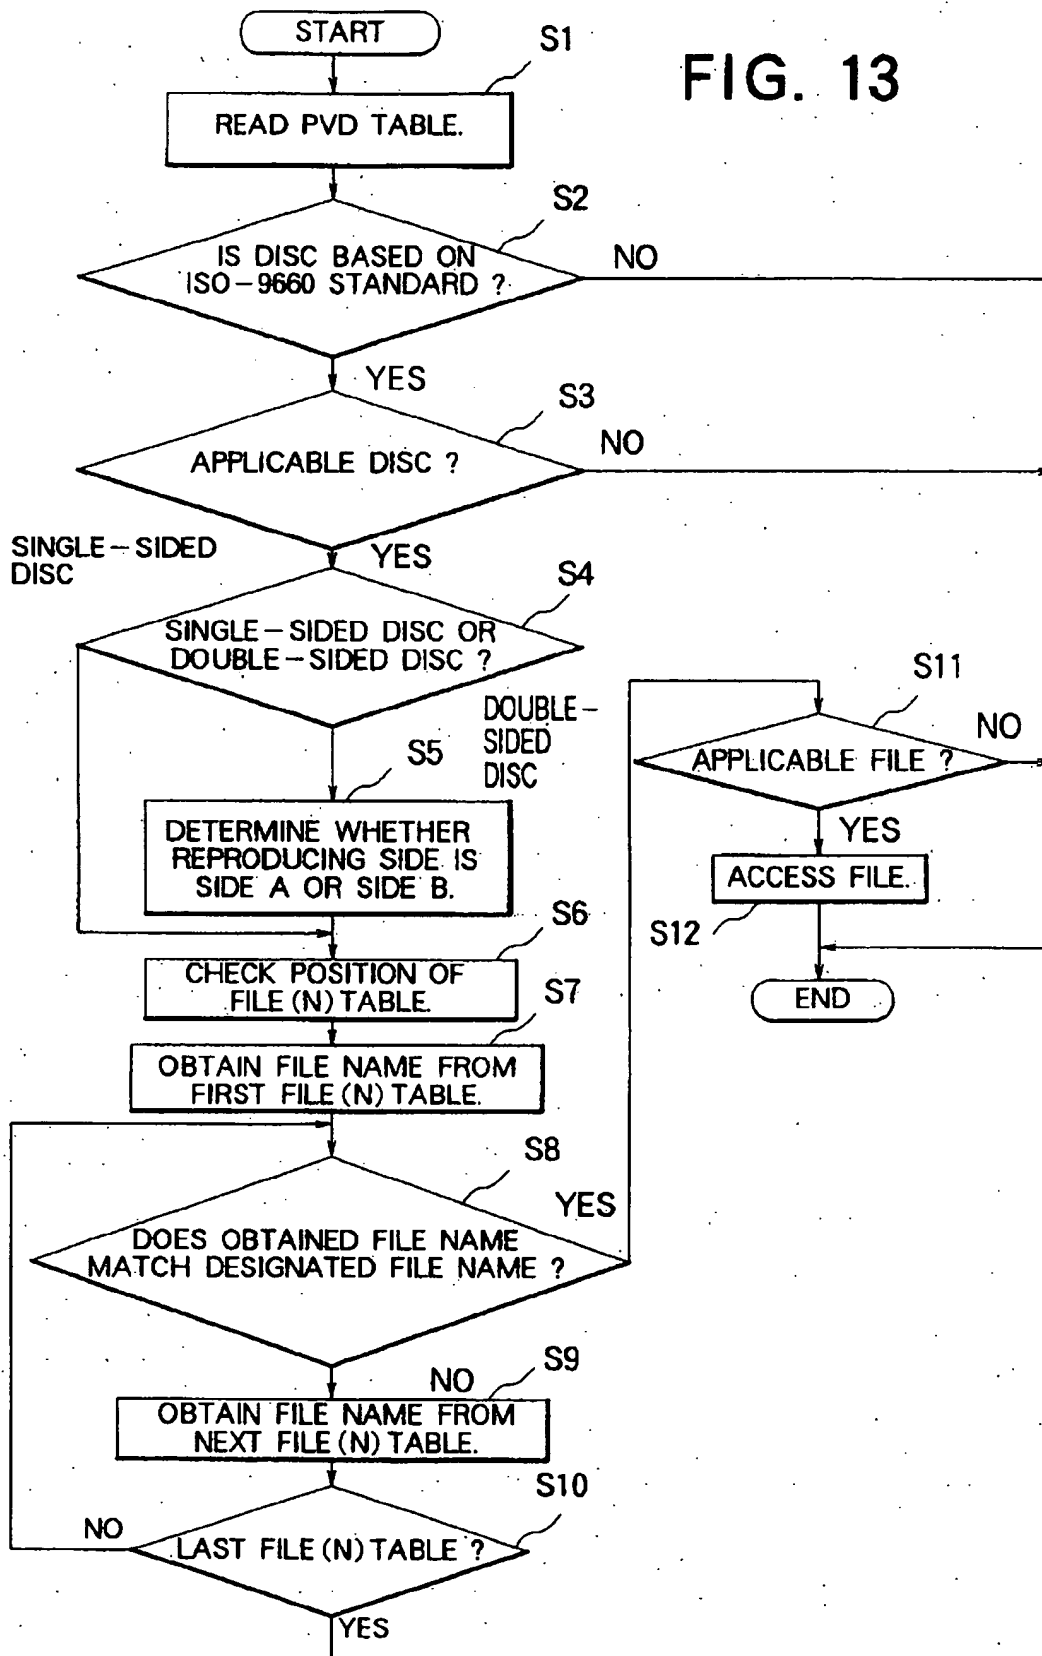 FIG. 13
START
S1
READ PVD TABLE.
S2
IS DISC BASED ON
ISO-9660 STANDARD ?
NO
YES
S3
APPLICABLE DISC ?
NO
YES
SINGLE-SIDED
DISC
S4
SINGLE-SIDED DISC OR
DOUBLE-SIDED DISC ?
DOUBLE-
SIDED
DISC
S5
DETERMINE WHETHER
REPRODUCING SIDE IS
SIDE A OR SIDE B.
S6
CHECK POSITION OF
FILE (N) TABLE.
S7
OBTAIN FILE NAME FROM
FIRST FILE (N) TABLE.
S8
YES
DOES OBTAINED FILE NAME
MATCH DESIGNATED FILE NAME ?
NO
S9
OBTAIN FILE NAME FROM
NEXT FILE (N) TABLE.
S10
NO
LAST FILE (N) TABLE ?
YES
S11
APPLICABLE FILE ?
NO
YES
ACCESS FILE.
S12
END